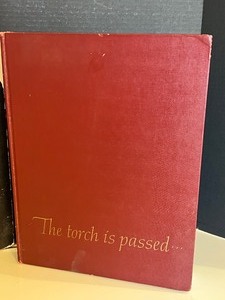 The torch is passed...